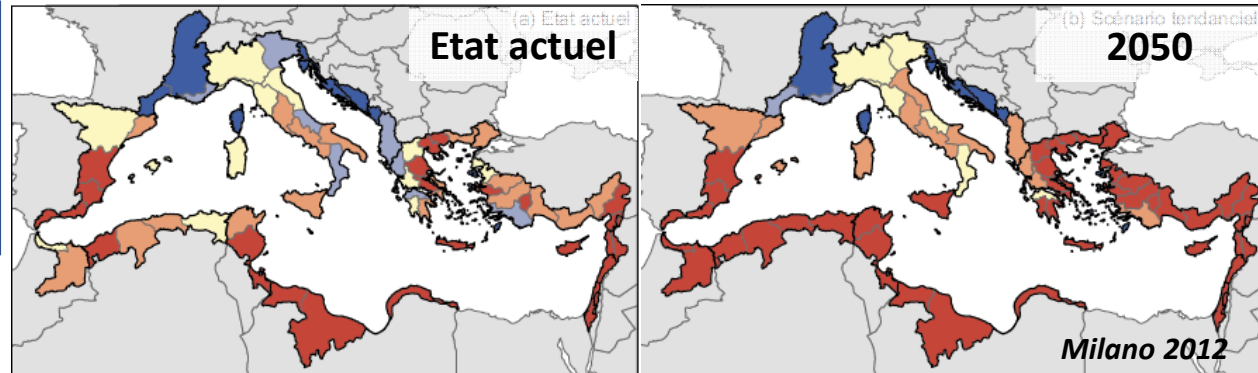 (a) Etat actuel
Etat actuel
(b) Scénario tendanciel
2050
Milano 2012